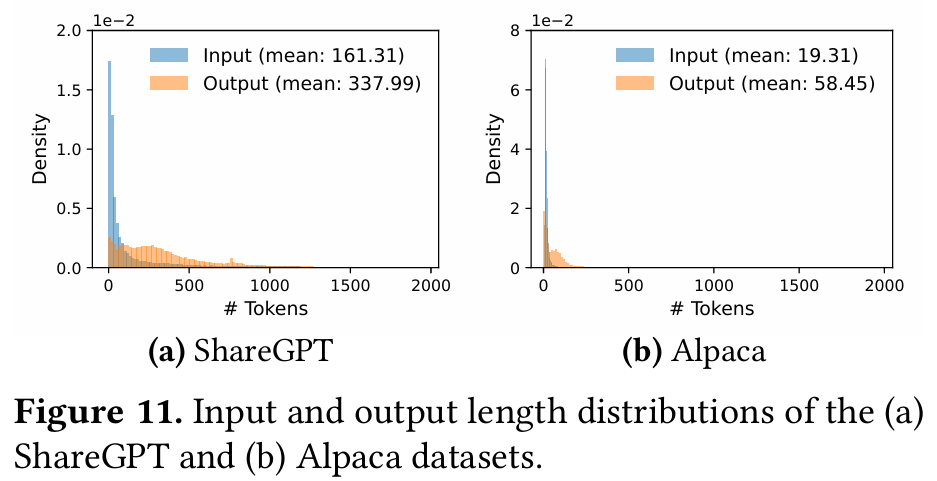 1e−2
2.0
1.5
1.0
0.5
0.0
Density
Input (mean: 161.31)
Output (mean: 337.99)
0 500 1000 1500 2000
# Tokens
(a) ShareGPT
1e−2
8
6
4
2
0
Density
Input (mean: 19.31)
Output (mean: 58.45)
0 500 1000 1500 2000
# Tokens
(b) Alpaca
Figure 11. Input and output length distributions of the (a)
ShareGPT and (b) Alpaca datasets.